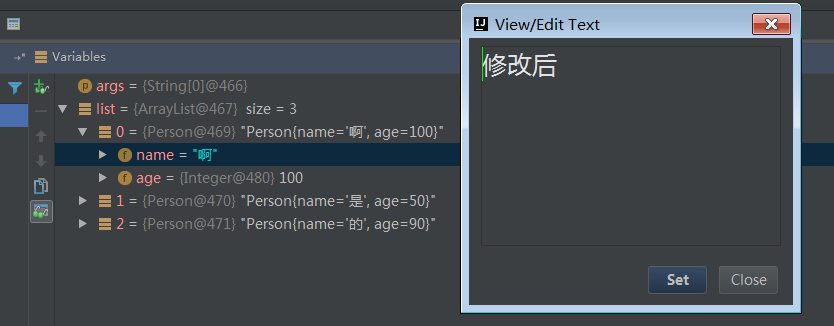 Variables
args = {String[0]@466}
list = {ArrayList@467} size = 3
0 = {Person@469} "Person{name='啊', age=100}"
name = "啊"
age = {Integer@480} 100
1 = {Person@470} "Person{name='是', age=50}"
2 = {Person@471} "Person{name='的', age=90}"
View/Edit Text
修改后
Set
Close